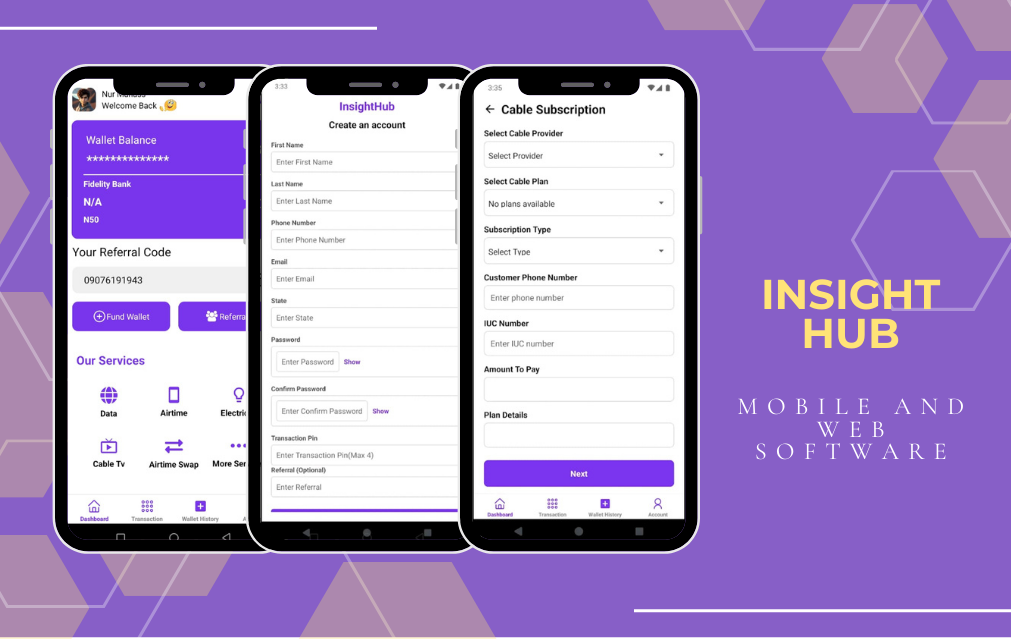 Nur
Welcome Back
Wallet Balance
**************
Fidelity Bank
N/A
N50
Your Referral Code
09076191943
Fund Wallet
Referra
Our Services
Data
Airtime
Electric
Cable Tv
Airtime Swap
More Ser
Dashboard
Transaction
Wallet History
A
3:33
InsightHub
Create an account
First Name
Enter First Name
Last Name
Enter Last Name
Phone Number
Enter Phone Number
Email
Enter Email
State
Enter State
Password
Enter Password
Show
Confirm Password
Enter Confirm Password
Show
Transaction Pin
Enter Transaction Pin(Max 4)
Referral (Optional)
Enter Referral
3:35
Cable Subscription
Select Cable Provider
Select Provider
Select Cable Plan
No plans available
Subscription Type
Select Type
Customer Phone Number
Enter phone number
IUC Number
Enter IUC number
Amount To Pay
Plan Details
Next
Dashboard
Transaction
Wallet History
Account
INSIGHT
HUB
MOBILE AND
WEB
SOFTWARE